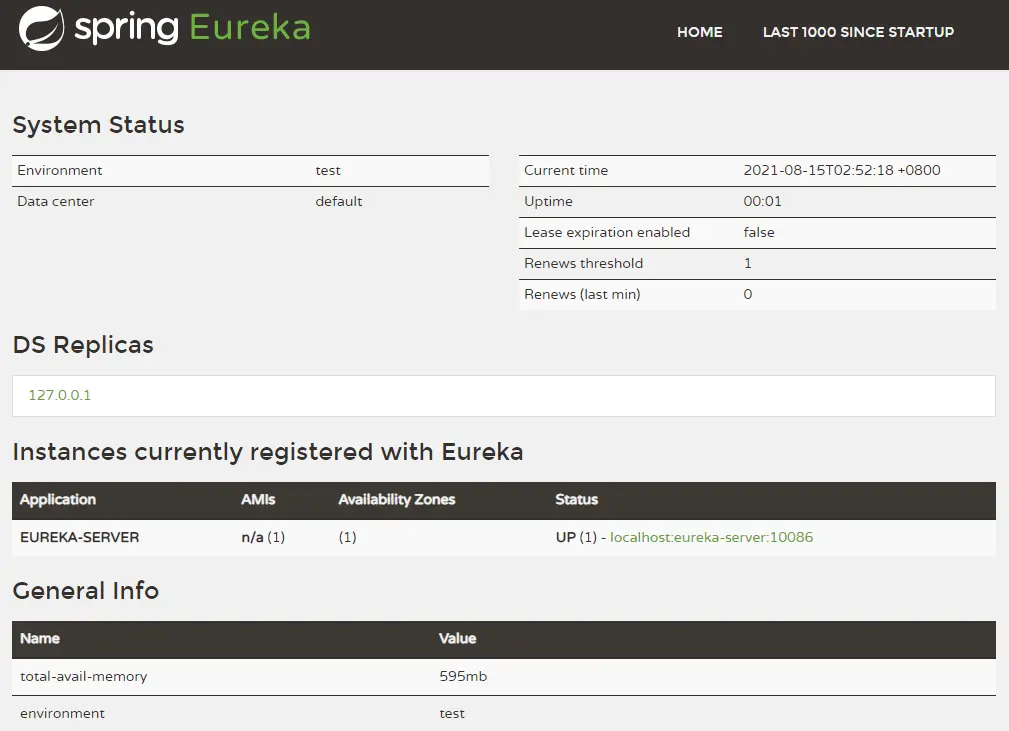 spring Eureka
HOME LAST 1000 SINCE STARTUP
System Status
Environment test
Data center default
Current time 2021-08-15T02:52:18 +0800
Uptime 00:01
Lease expiration enabled false
Renews threshold 1
Renews (last min) 0
DS Replicas
127.0.0.1
Instances currently registered with Eureka
Application AMIs Availability Zones Status
EUREKA-SERVER n/a (1) (1) UP (1) - localhost:eureka-server:10086
General Info
Name Value
total-avail-memory 595mb
environment test